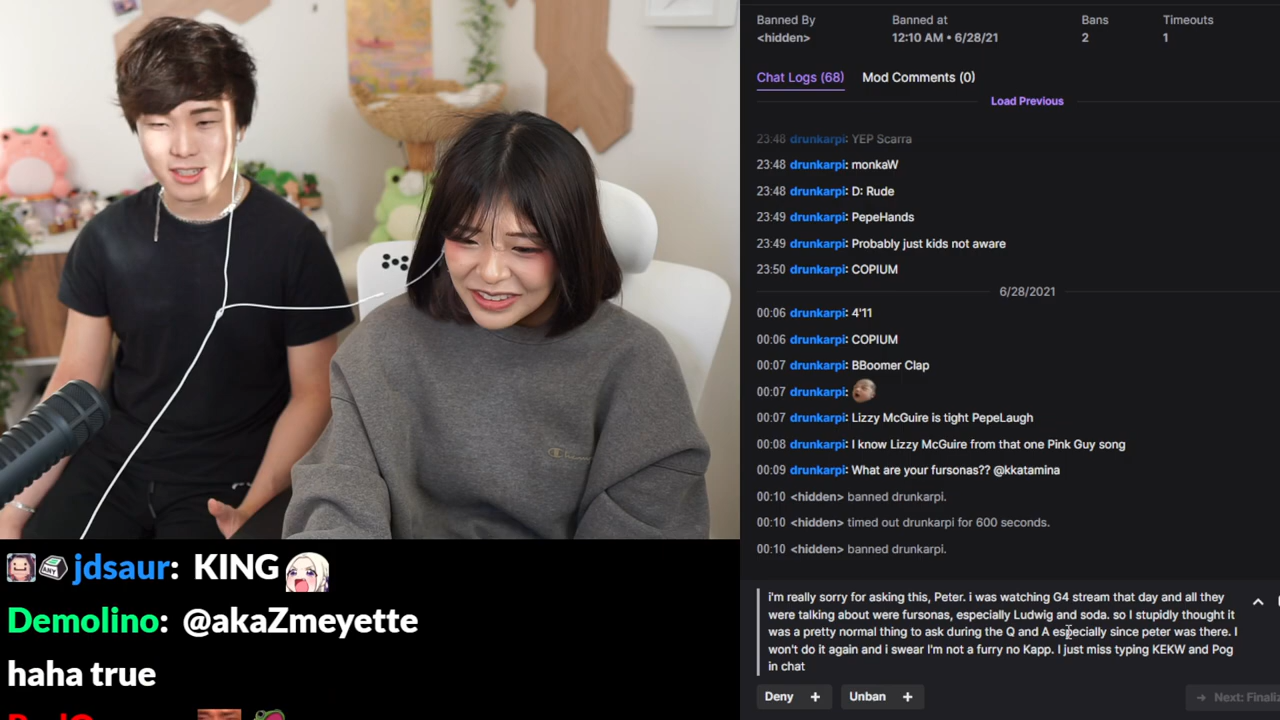 Banned By
Banned at
Bans
Timeouts
<hidden>
12:10 AM • 6/28/21
2
1
Chat Logs (68)
Mod Comments (0)
Load Previous
23:48 drunkarpi: YEP Scarra
23:48 drunkarpi: monkaW
23:48 drunkarpi: D: Rude
23:49 drunkarpi: PepeHands
23:49 drunkarpi: Probably just kids not aware
23:50 drunkarpi: COPIUM
6/28/2021
00:06 drunkarpi: 4'11
00:06 drunkarpi: COPIUM
00:07 drunkarpi: BBoomer Clap
00:07 drunkarpi:
00:07 drunkarpi: Lizzy McGuire is tight PepeLaugh
00:08 drunkarpi: I know Lizzy McGuire from that one Pink Guy song
00:09 drunkarpi: What are your fursonas?? @kkatamina
00:10 <hidden> banned drunkarpi.
00:10 <hidden> timed out drunkarpi for 600 seconds.
00:10 <hidden> banned drunkarpi.
i'm really sorry for asking this, Peter. i was watching G4 stream that day and all they
were talking about were fursonas, especially Ludwig and soda. so I stupidly thought it
was a pretty normal thing to ask during the Q and A especially since peter was there. I
won't do it again and i swear I'm not a furry no Kapp. I just miss typing KEKW and Pog
in chat
Deny +
Unban +
→ Next:
ANY jdsaur: KING
Demolino: @akaZmeyette
haha true